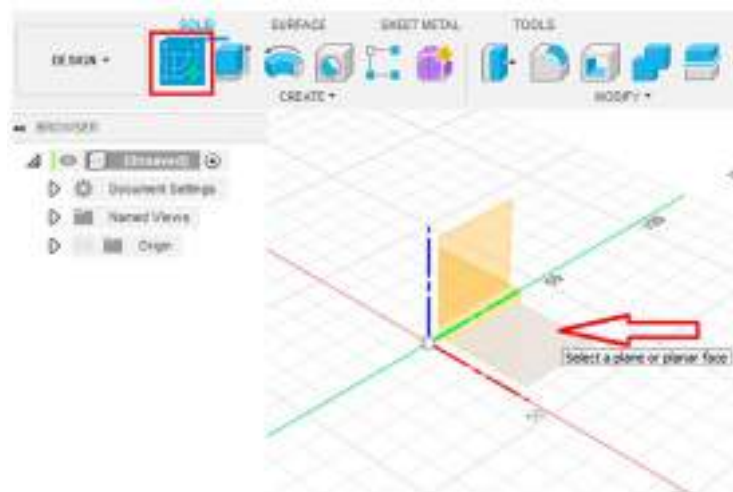 SOLID SURFACE SHEET METAL TOOLS
DESIGN
CREATE MODIFY
BROWSER
(Unsaved)
Document Settings
Named Views
Origin
Select a plane or planar face